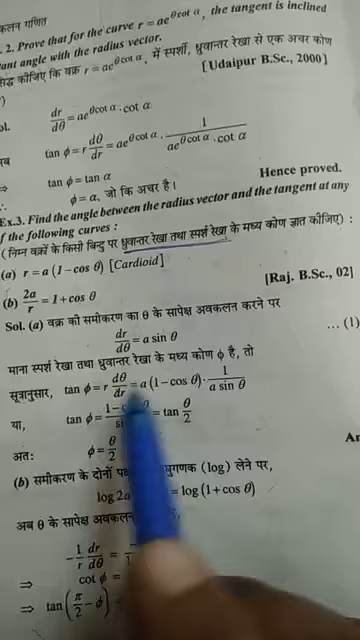 कलन गणित
. 2. Prove that for the curve r = ae^{θ cot α}, the tangent is inclined
tant angle with the radius vector.
सिद्ध कीजिए कि वक्र r = ae^{θ cot α}, में स्पर्शी, ध्रुवान्तर रेखा से एक अचर कोण
[Udaipur B.Sc., 2000]
ol. dr/dθ = ae^{θ cot α} . cot α
tan φ = r dθ/dr = ae^{θ cot α} . 1/(ae^{θ cot α} . cot α)
⇒ tan φ = tan α
Hence proved.
∴ φ = α, जो कि अचर है।
Ex.3. Find the angle between the radius vector and the tangent at any
f the following curves :
(निम्न वक्रों के किसी बिन्दु पर ध्रुवान्तर रेखा तथा स्पर्श रेखा के मध्य कोण ज्ञात कीजिए) :
(a) r = a (1 – cos θ) [Cardioid]
(b) 2a/r = 1 + cos θ
[Raj. B.Sc., 02]
Sol. (a) वक्र की समीकरण का θ के सापेक्ष अवकलन करने पर
dr/dθ = a sin θ ... (1)
माना स्पर्श रेखा तथा ध्रुवान्तर रेखा के मध्य कोण φ है, तो
सूत्रानुसार, tan φ = r dθ/dr = a (1 – cos θ) . 1/(a sin θ)
या, tan φ = = tan θ/2
अतः φ = θ/2
(b) समीकरण के दोनों log) लेने पर,
log 2a = log (1 + cos θ)
अब θ के सापेक्ष
– 1/r dr/dθ =
⇒ cot φ =
⇒ tan (π/2 – φ) =